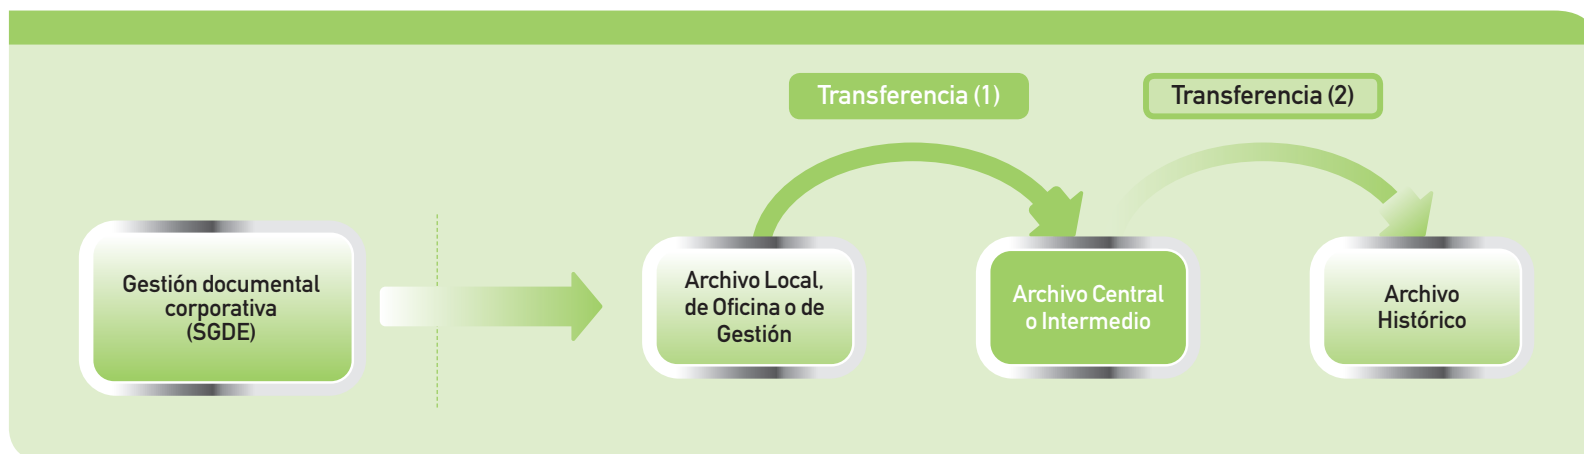 Transferencia (1)
Transferencia (2)
Gestión documental
corporativa
(SGDE)
Archivo Local,
de Oficina o de
Gestión
Archivo Central
o Intermedio
Archivo
Histórico